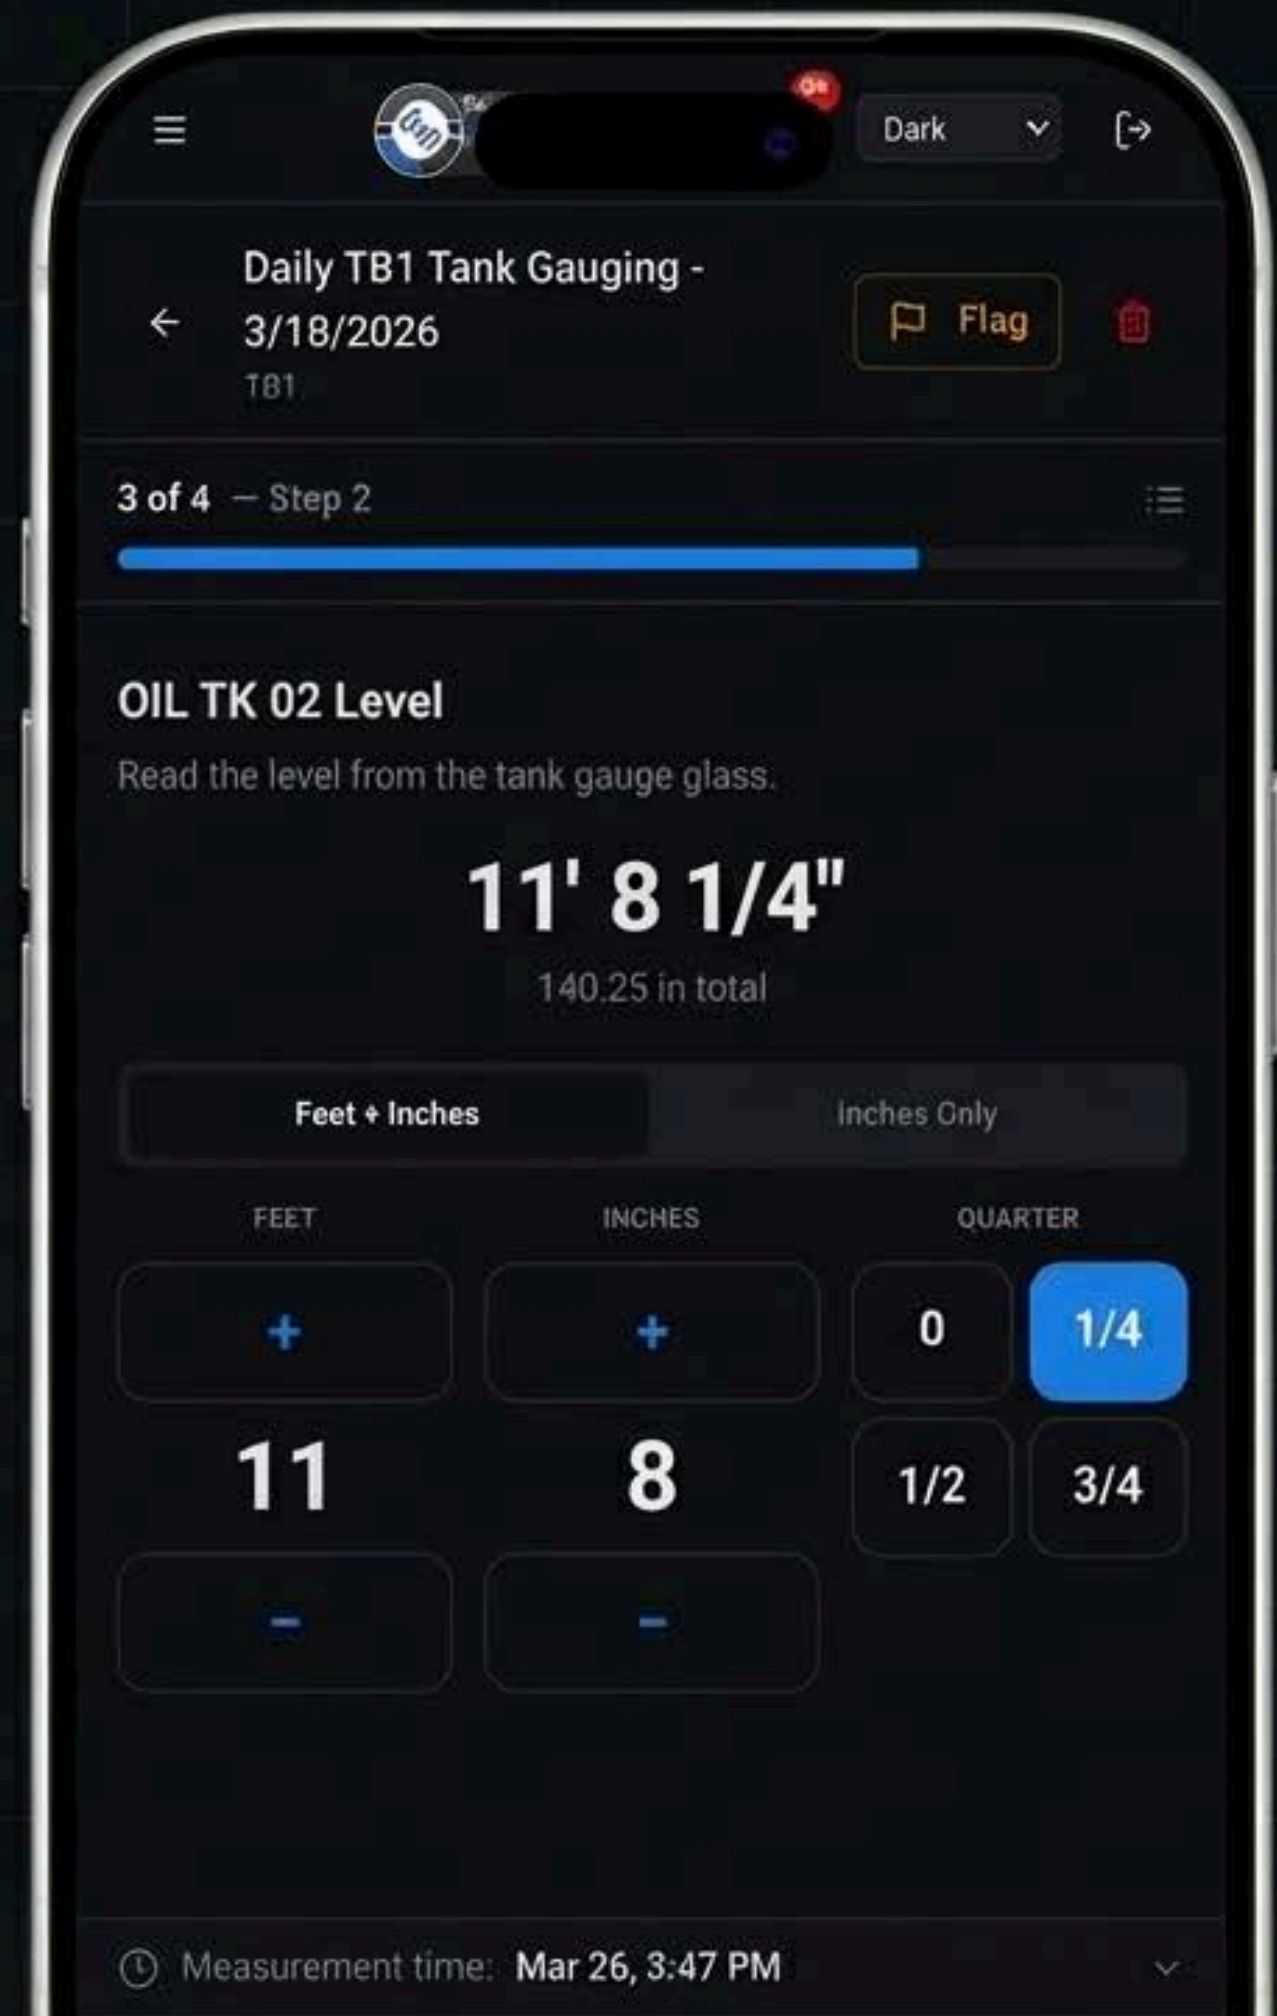 Dark
Daily TB1 Tank Gauging -
3/18/2026
Flag
TB1
3 of 4 — Step 2
OIL TK 02 Level
Read the level from the tank gauge glass.
11' 8 1/4"
140.25 in total
Feet + Inches
Inches Only
FEET
INCHES
QUARTER
+
+
0
1/4
11
8
1/2
3/4
-
-
Measurement time: Mar 26, 3:47 PM